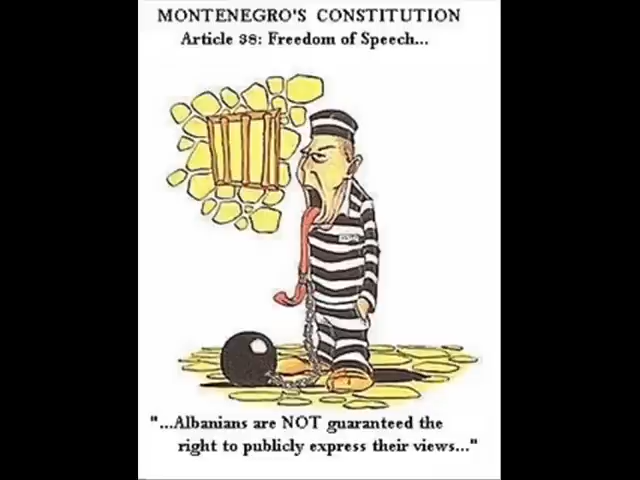 MONTENEGRO'S CONSTITUTION
Article 38: Freedom of Speech...
"...Albanians are NOT guaranteed the
right to publicly express their views..."